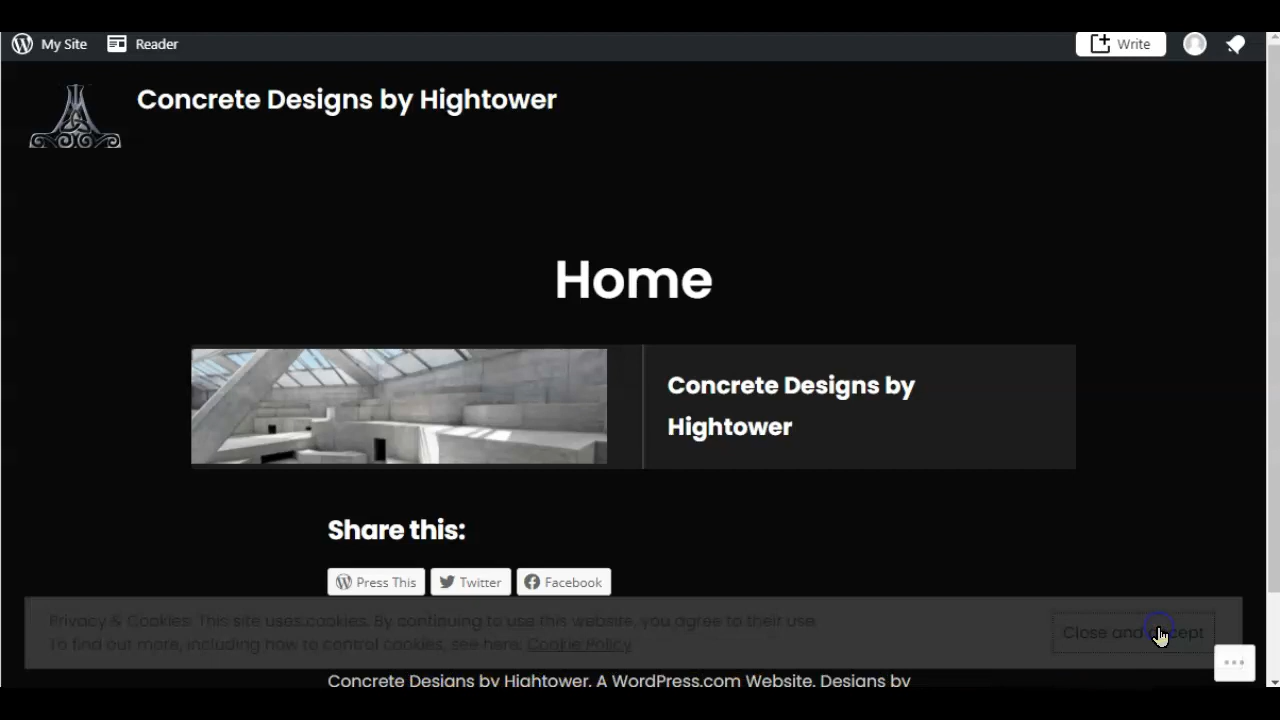 My Site Reader Write
Concrete Designs by Hightower
Home
Concrete Designs by
Hightower
Share this:
Press This Twitter Facebook
Privacy & Cookies: This site uses cookies. By continuing to use this website, you agree to their use.
To find out more, including how to control cookies, see here: Cookie Policy
Close and accept
Concrete Designs by Hightower, A WordPress.com Website. Designs by